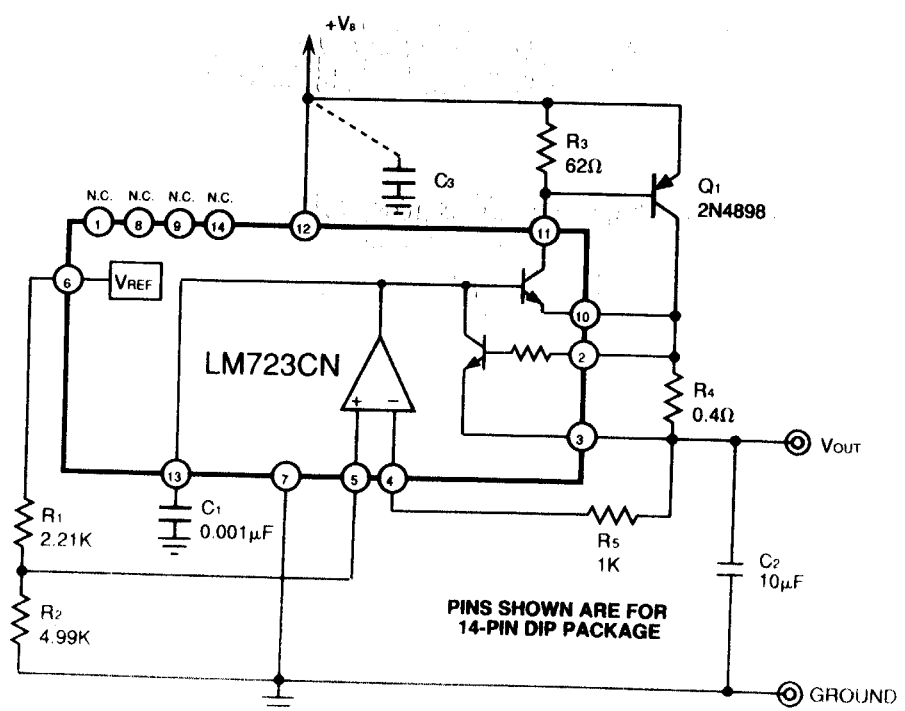 +VB
R3
62Ω
C3
Q1
2N4898
N.C. N.C. N.C. N.C.
1 8 9 14 12 11
6 VREF
10
LM723CN
2
+ −
R4
0.4Ω
3
VOUT
13 7 5 4
C1
0.001μF
R1
2.21K
R5
1K
C2
10μF
R2
4.99K
PINS SHOWN ARE FOR
14-PIN DIP PACKAGE
GROUND